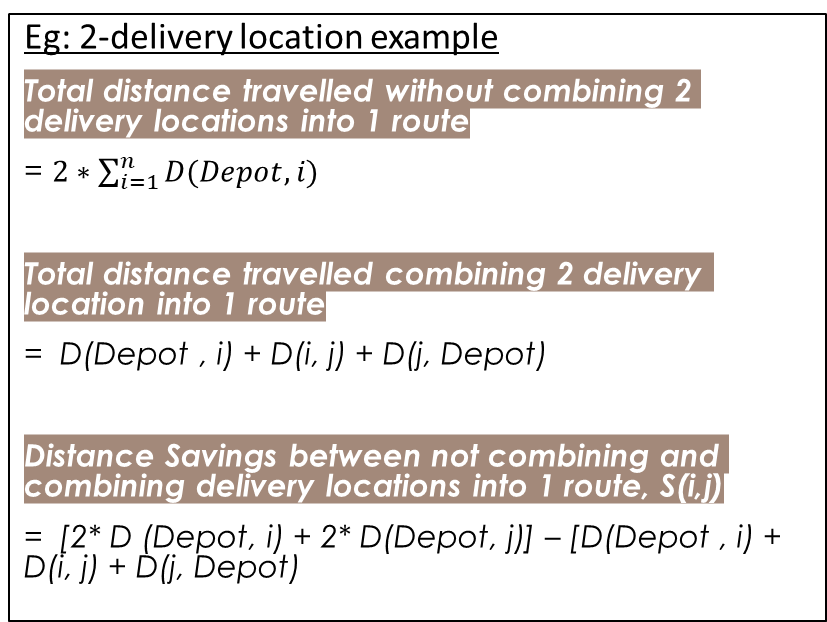 Eg: 2-delivery location example
Total distance travelled without combining 2
delivery locations into 1 route
= 2 * ∑ⁿᵢ₌₁ D(Depot, i)
Total distance travelled combining 2 delivery
location into 1 route
= D(Depot , i) + D(i, j) + D(j, Depot)
Distance Savings between not combining and
combining delivery locations into 1 route, S(i,j)
= [2* D (Depot, i) + 2* D(Depot, j)] – [D(Depot , i) +
D(i, j) + D(j, Depot)